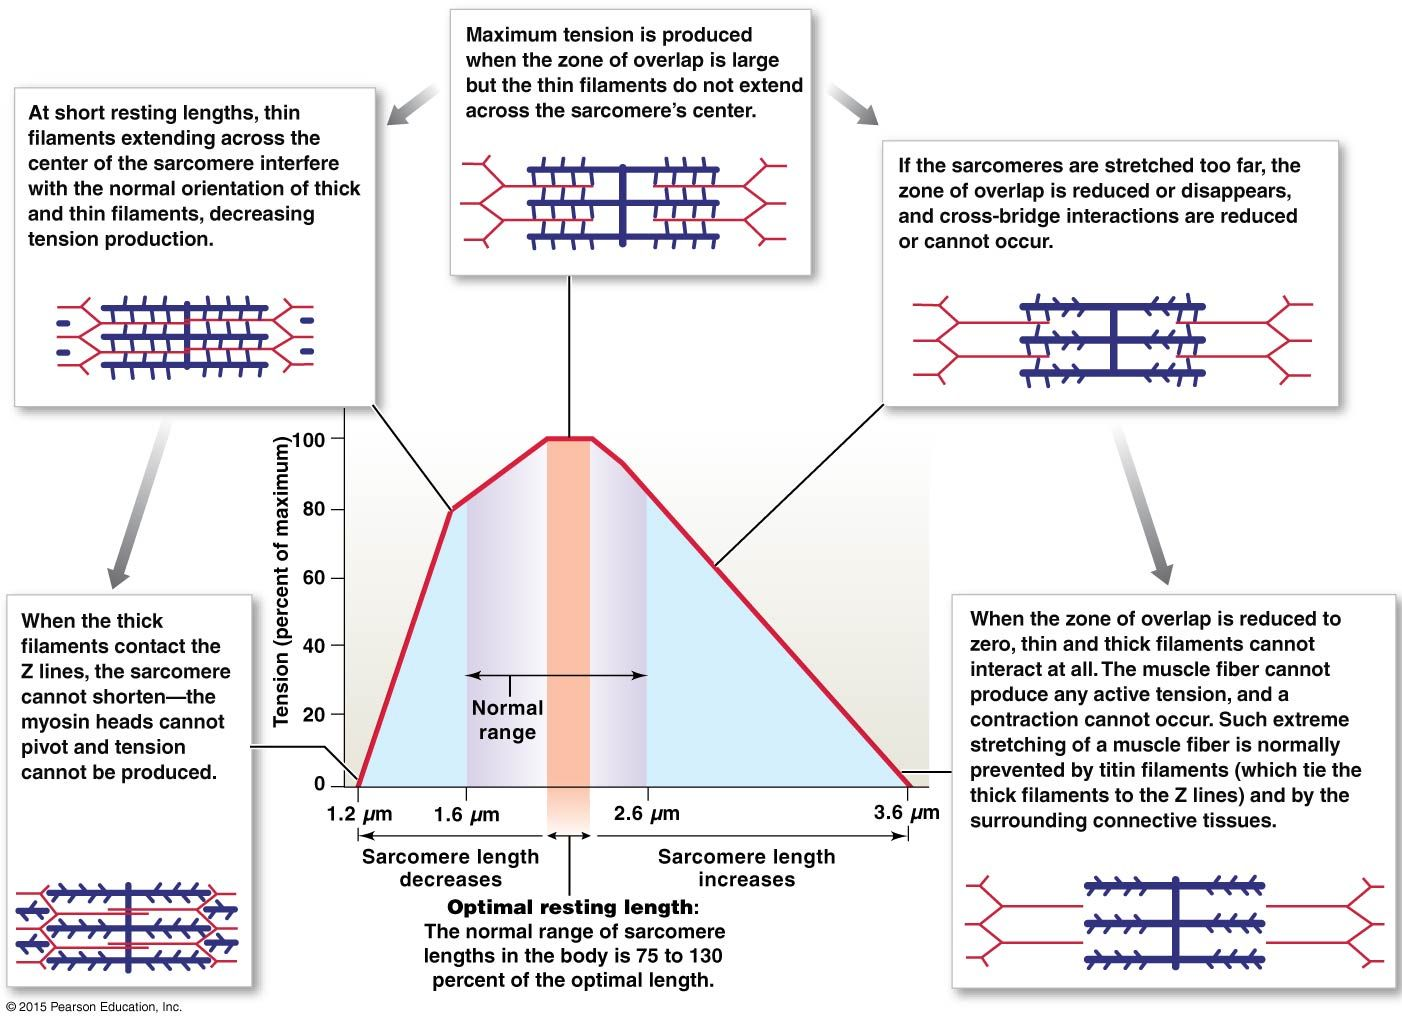 Maximum tension is produced
when the zone of overlap is large
but the thin filaments do not extend
across the sarcomere's center.
At short resting lengths, thin
filaments extending across the
center of the sarcomere interfere
with the normal orientation of thick
and thin filaments, decreasing
tension production.
If the sarcomeres are stretched too far, the
zone of overlap is reduced or disappears,
and cross-bridge interactions are reduced
or cannot occur.
When the thick
filaments contact the
Z lines, the sarcomere
cannot shorten—the
myosin heads cannot
pivot and tension
cannot be produced.
Tension (percent of maximum)
100
80
60
40
20
0
Normal
range
1.2 µm
1.6 µm
2.6 µm
3.6 µm
Sarcomere length
decreases
Sarcomere length
increases
Optimal resting length:
The normal range of sarcomere
lengths in the body is 75 to 130
percent of the optimal length.
When the zone of overlap is reduced to
zero, thin and thick filaments cannot
interact at all. The muscle fiber cannot
produce any active tension, and a
contraction cannot occur. Such extreme
stretching of a muscle fiber is normally
prevented by titin filaments (which tie the
thick filaments to the Z lines) and by the
surrounding connective tissues.
© 2015 Pearson Education, Inc.